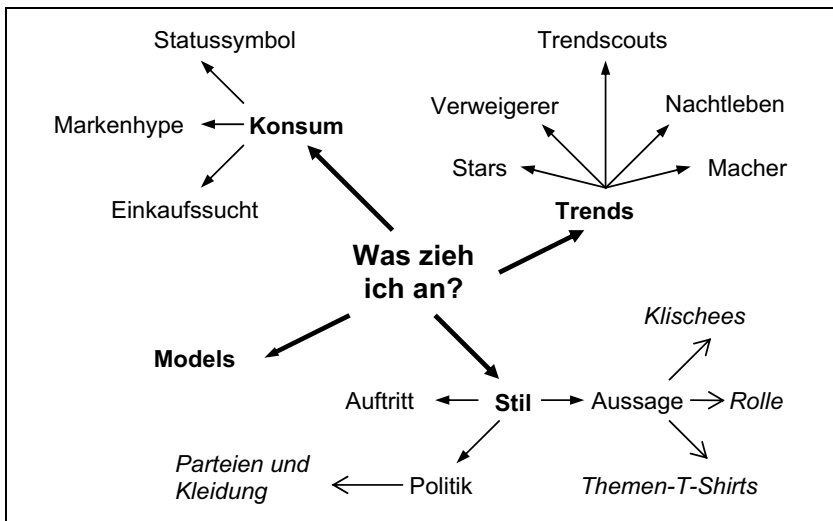 Statussymbol
Trendscouts
Markenhype
Konsum
Verweigerer
Nachtleben
Stars
Macher
Einkaufssucht
Trends
Was zieh
ich an?
Models
Klischees
Auftritt
Stil
Aussage
Rolle
Parteien und
Kleidung
Politik
Themen-T-Shirts